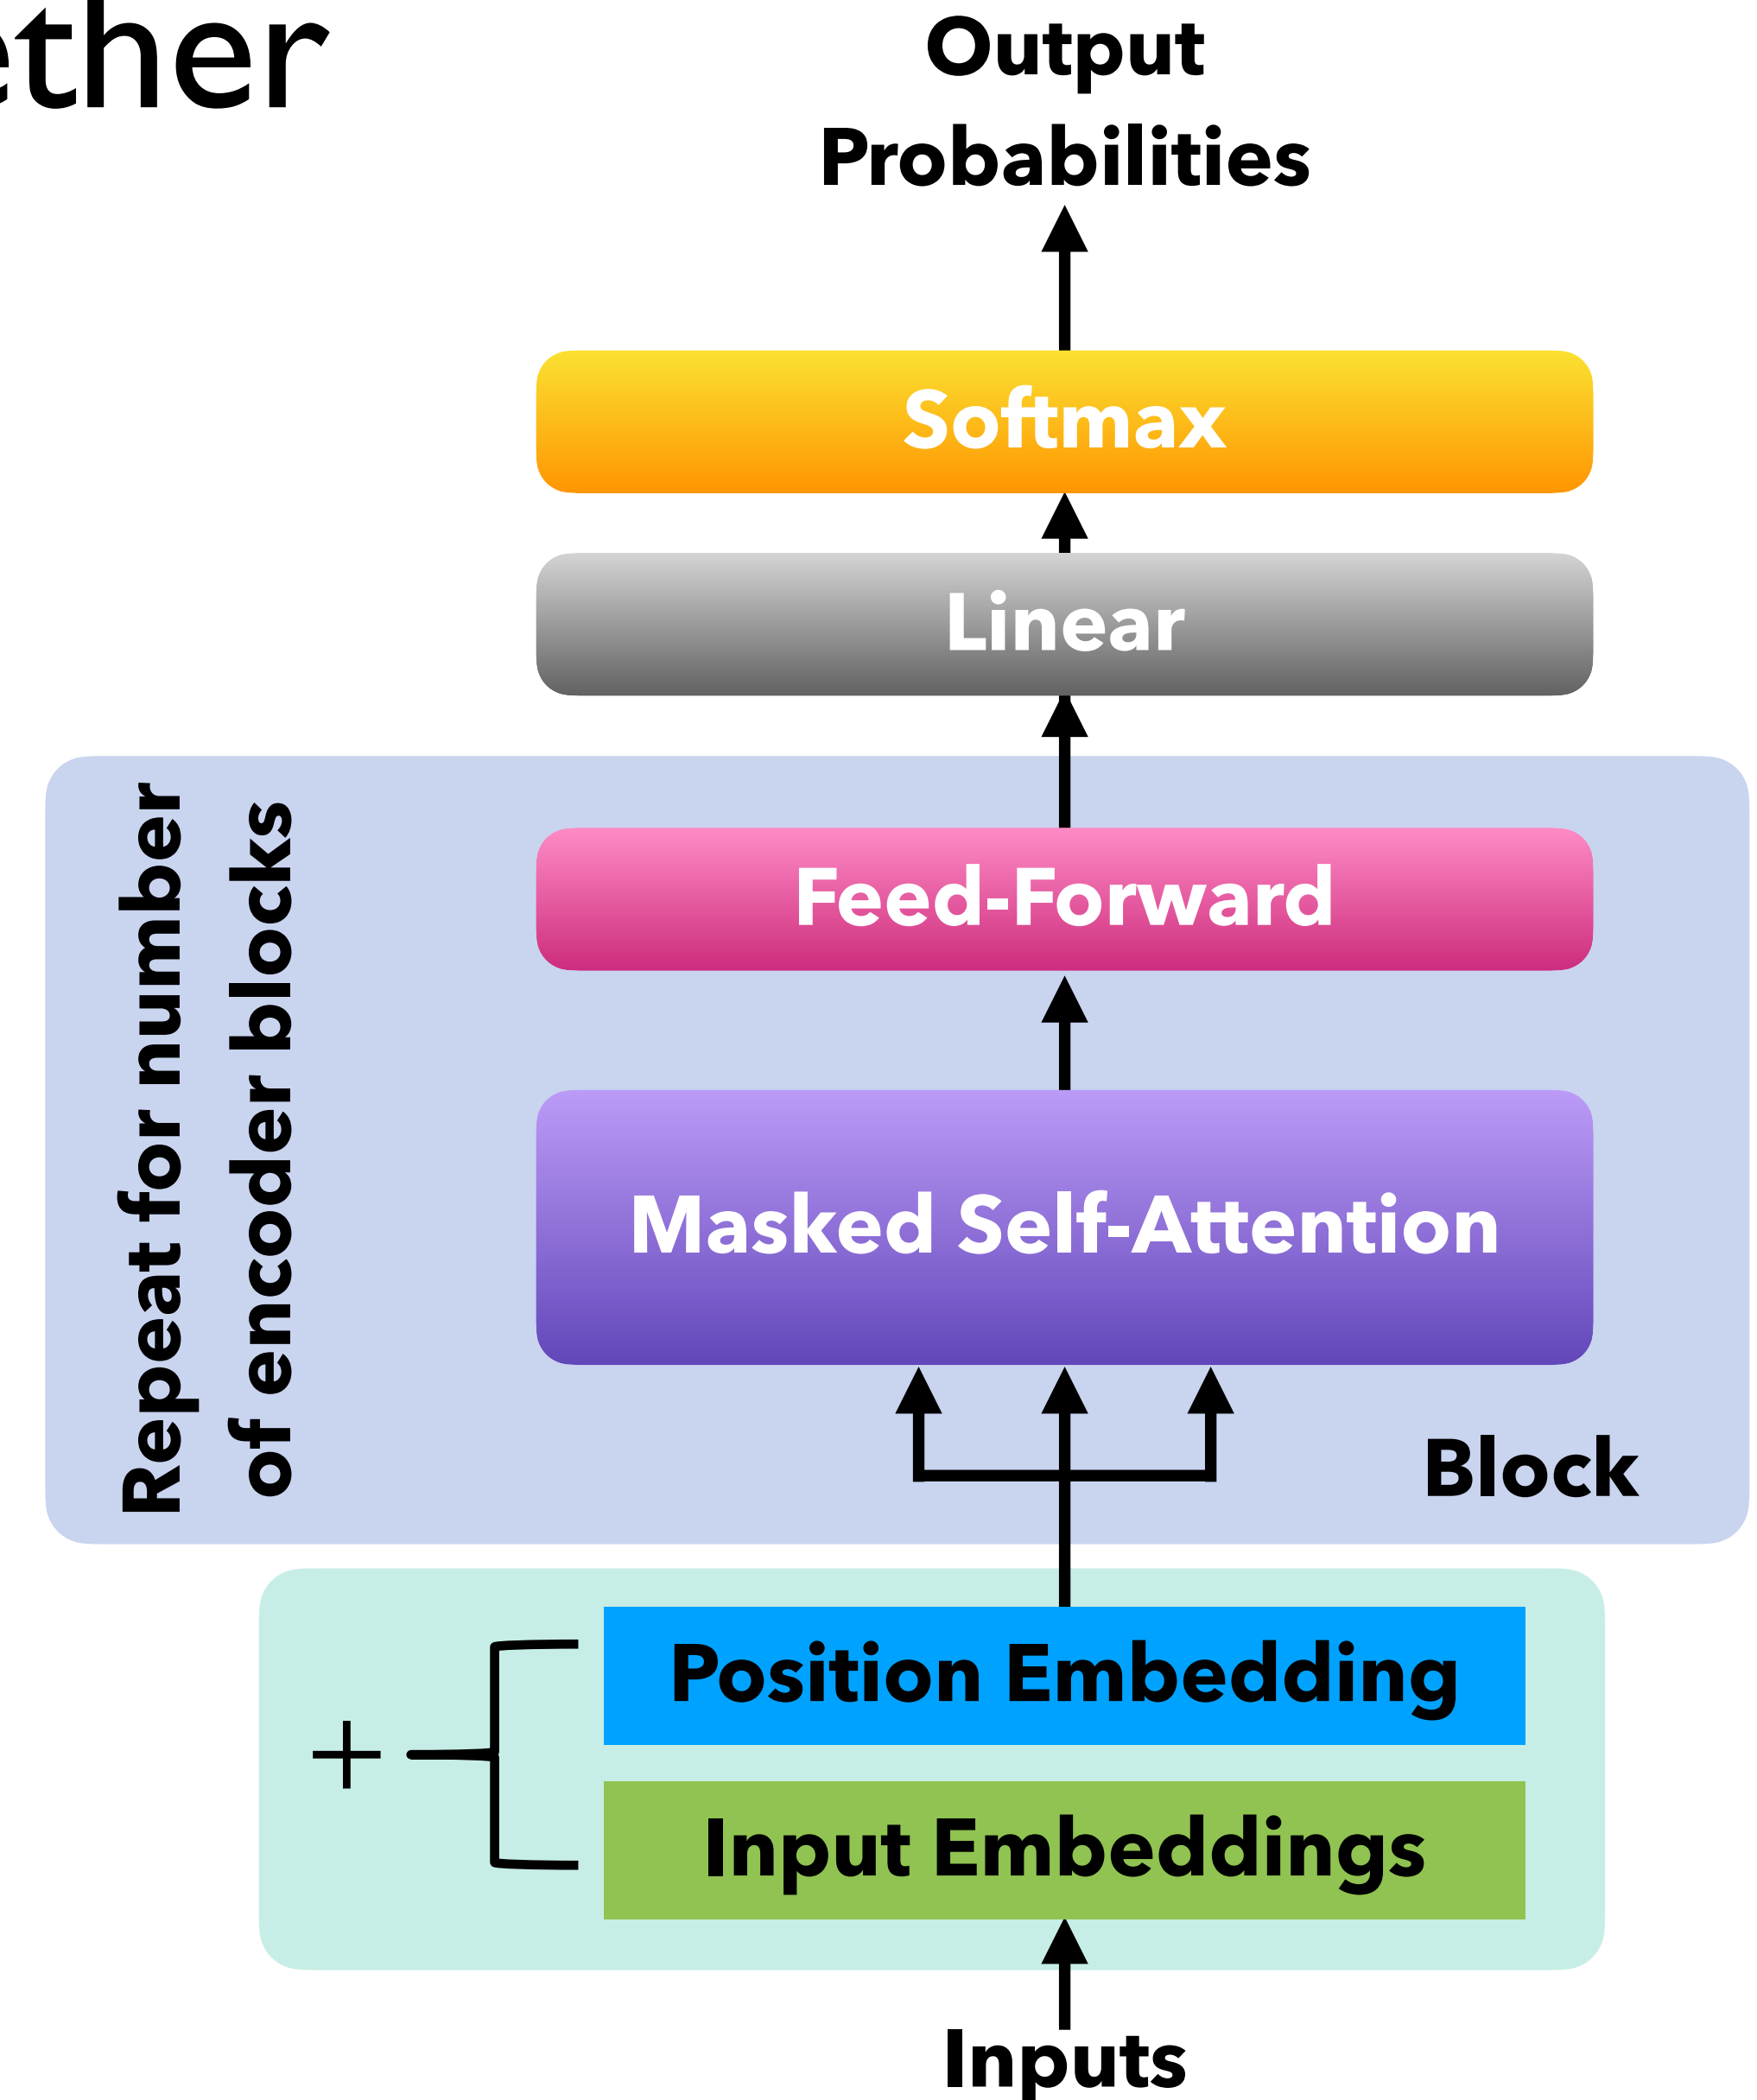 Output
Probabilities
Softmax
Linear
Feed-Forward
Masked Self-Attention
Repeat for number
of encoder blocks
Block
Position Embedding
+
Input Embeddings
Inputs